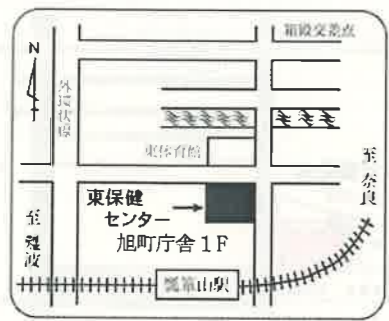 箱殿交差点
N
外環状線
東体育館
至奈良
東保健
センター
旭町庁舎1F
至難波
瓢箪山駅